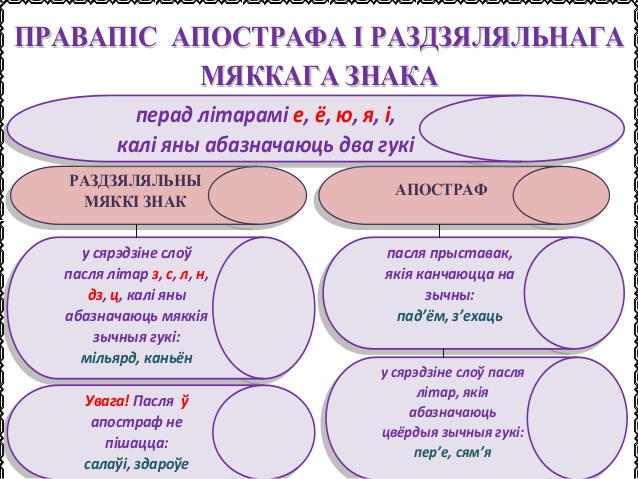 ПРАВАПІС АПОСТРАФА І РАЗДЗЯЛЯЛЬНАГА
МЯККАГА ЗНАКА
перад літарамі е, ё, ю, я, і,
калі яны абазначаюць два гукі
РАЗДЗЯЛЯЛЬНЫ
МЯККІ ЗНАК
у сярэдзіне слоў
пасля літар з, с, л, н,
дз, ц, калі яны
абазначаюць мяккія
зычныя гукі:
мільярд, каньён
Увага! Пасля ў
апостраф не
пішацца:
салаўі, здароўе
АПОСТРАФ
пасля прыставак,
якія канчаюцца на
зычны:
пад’ём, з’ехаць
у сярэдзіне слоў пасля
літар, якія
абазначаюць
цвёрдыя зычныя гукі:
пер’е, сям’я